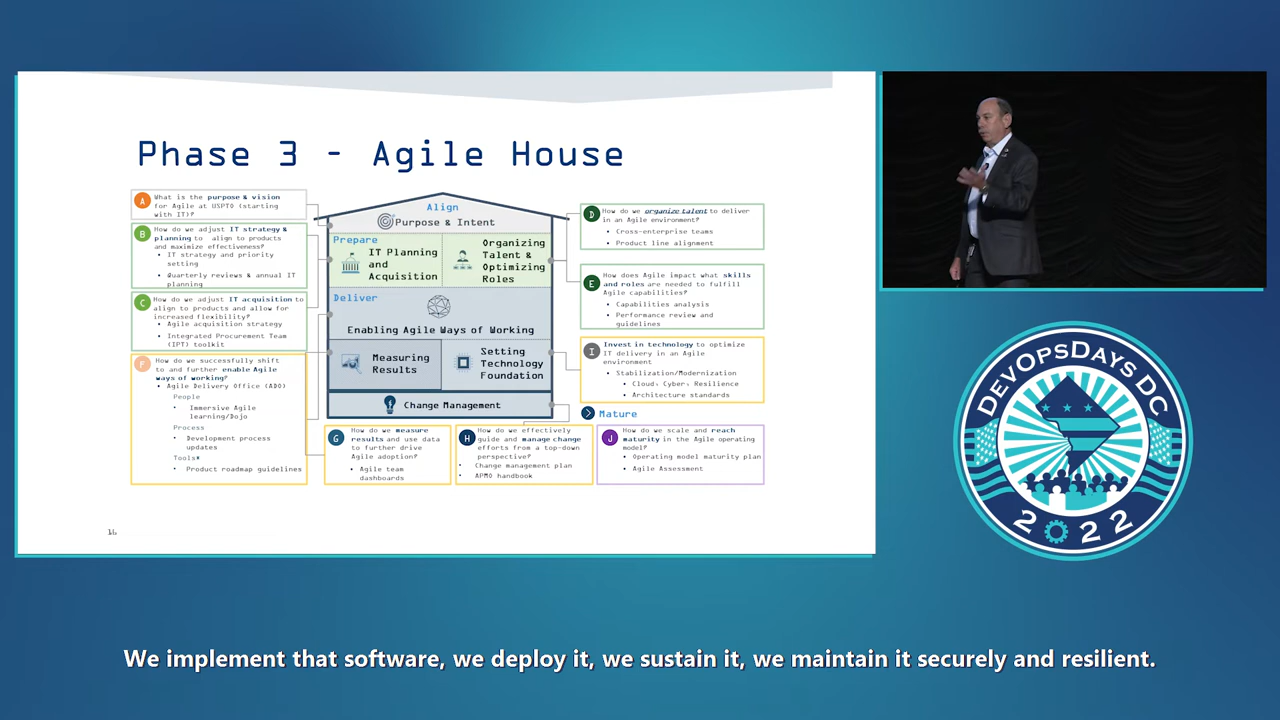 Phase 3 - Agile House
A
What is the purpose & vision
for Agile at USPTO (starting
with IT)?
B
How do we adjust IT strategy &
planning to align to products
and maximize effectiveness?
• IT strategy and priority
setting
• Quarterly reviews & annual IT
planning
C
How do we adjust IT acquisition to
align to products and allow for
increased flexibility?
• Agile acquisition strategy
• Integrated Procurement Team
(IPT) toolkit
F
How do we successfully shift
to and further enable Agile
ways of working?
• Agile Delivery Office (ADO)
People
• Immersive Agile
learning/Dojo
Process
• Development process
updates
Tools*
• Product roadmap guidelines
Align
Purpose & Intent
Prepare
IT Planning
and
Acquisition
Organizing
Talent &
Optimizing
Roles
Deliver
Enabling Agile Ways of Working
Measuring
Results
Setting
Technology
Foundation
Change Management
D
How do we organize talent to deliver
in an Agile environment?
• Cross-enterprise teams
• Product line alignment
E
How does Agile impact what skills
and roles are needed to fulfill
Agile capabilities?
• Capabilities analysis
• Performance review and
guidelines
I
Invest in technology to optimize
IT delivery in an Agile
environment
• Stabilization/Modernization
• Cloud, Cyber, Resilience
• Architecture standards
Mature
G
How do we measure
results and use data
to further drive
Agile adoption?
• Agile team
dashboards
H
How do we effectively
guide and manage change
efforts from a top-down
perspective?
• Change management plan
• APMO handbook
J
How do we scale and reach
maturity in the Agile operating
model?
• Operating model maturity plan
• Agile Assessment
16
DEVOPSDAYS DC
2022
We implement that software, we deploy it, we sustain it, we maintain it securely and resilient.